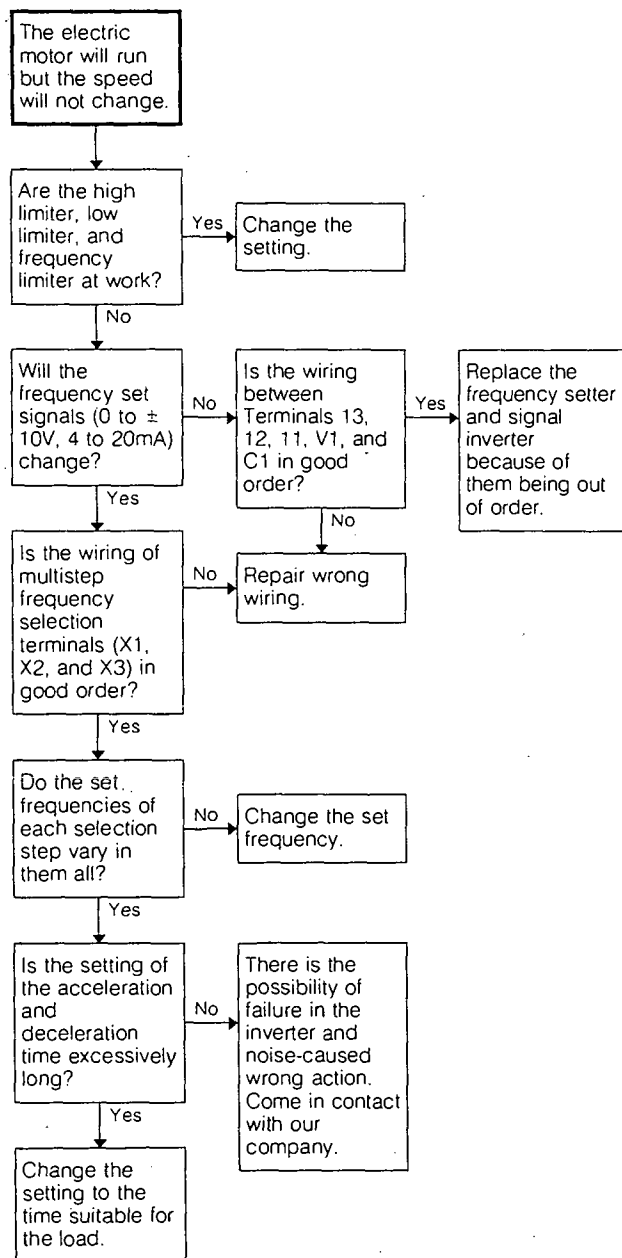 The electric
motor will run
but the speed
will not change.
Are the high
limiter, low
limiter, and
frequency
limiter at work?
Yes
Change the
setting.
No
Will the
frequency set
signals (0 to ±
10V, 4 to 20mA)
change?
No
Is the wiring
between
Terminals 13,
12, 11, V1, and
C1 in good
order?
Yes
Replace the
frequency setter
and signal
inverter
because of
them being out
of order.
Yes
No
Is the wiring of
multistep
frequency
selection
terminals (X1,
X2, and X3) in
good order?
No
Repair wrong
wiring.
Yes
Do the set
frequencies of
each selection
step vary in
them all?
No
Change the set
frequency.
Yes
Is the setting of
the acceleration
and
deceleration
time excessively
long?
No
There is the
possibility of
failure in the
inverter and
noise-caused
wrong action.
Come in contact
with our
company.
Yes
Change the
setting to the
time suitable for
the load.